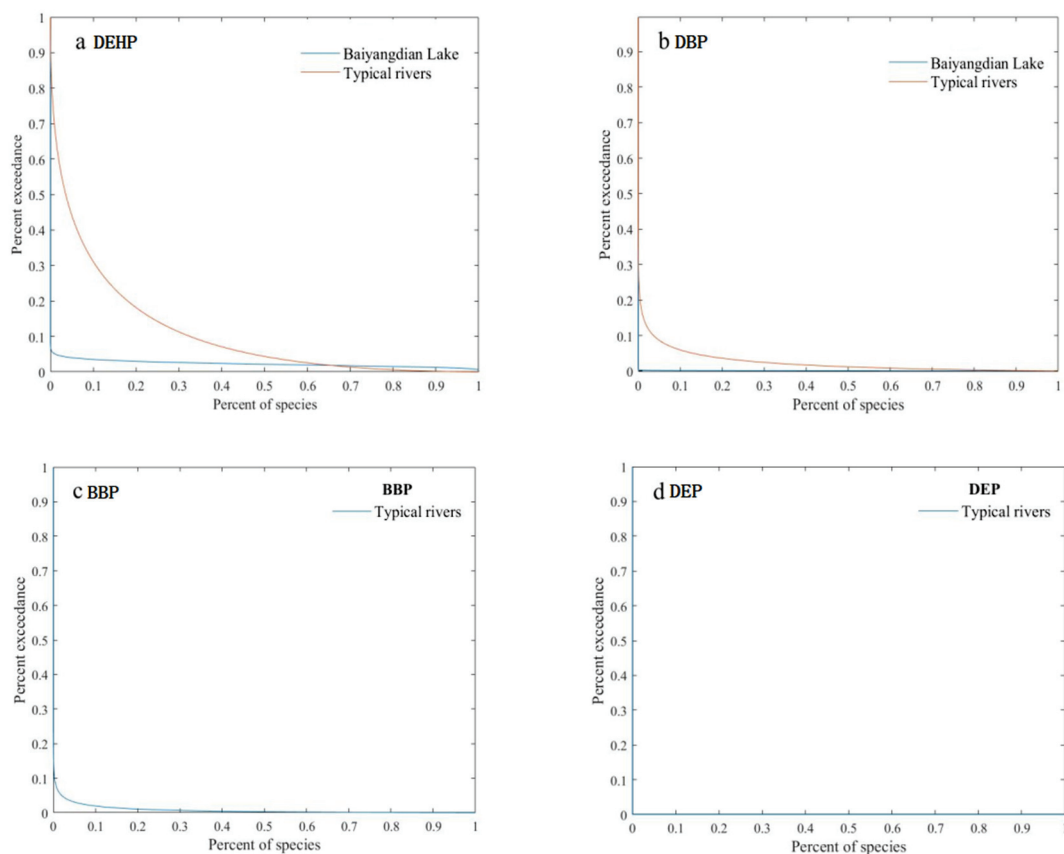 a DEHP
Baiyangdian Lake
Typical rivers
1
0.9
0.8
0.7
0.6
0.5
0.4
0.3
0.2
0.1
0
Percent exceedance
0 0.1 0.2 0.3 0.4 0.5 0.6 0.7 0.8 0.9 1
Percent of species
b DBP
Baiyangdian Lake
Typical rivers
1
0.9
0.8
0.7
0.6
0.5
0.4
0.3
0.2
0.1
0
Percent exceedance
0 0.1 0.2 0.3 0.4 0.5 0.6 0.7 0.8 0.9 1
Percent of species
c BBP
BBP
Typical rivers
1
0.9
0.8
0.7
0.6
0.5
0.4
0.3
0.2
0.1
0
Percent exceedance
0 0.1 0.2 0.3 0.4 0.5 0.6 0.7 0.8 0.9 1
Percent of species
d DEP
DEP
Typical rivers
1
0.9
0.8
0.7
0.6
0.5
0.4
0.3
0.2
0.1
0
Percent exceedance
0 0.1 0.2 0.3 0.4 0.5 0.6 0.7 0.8 0.9 1
Percent of species